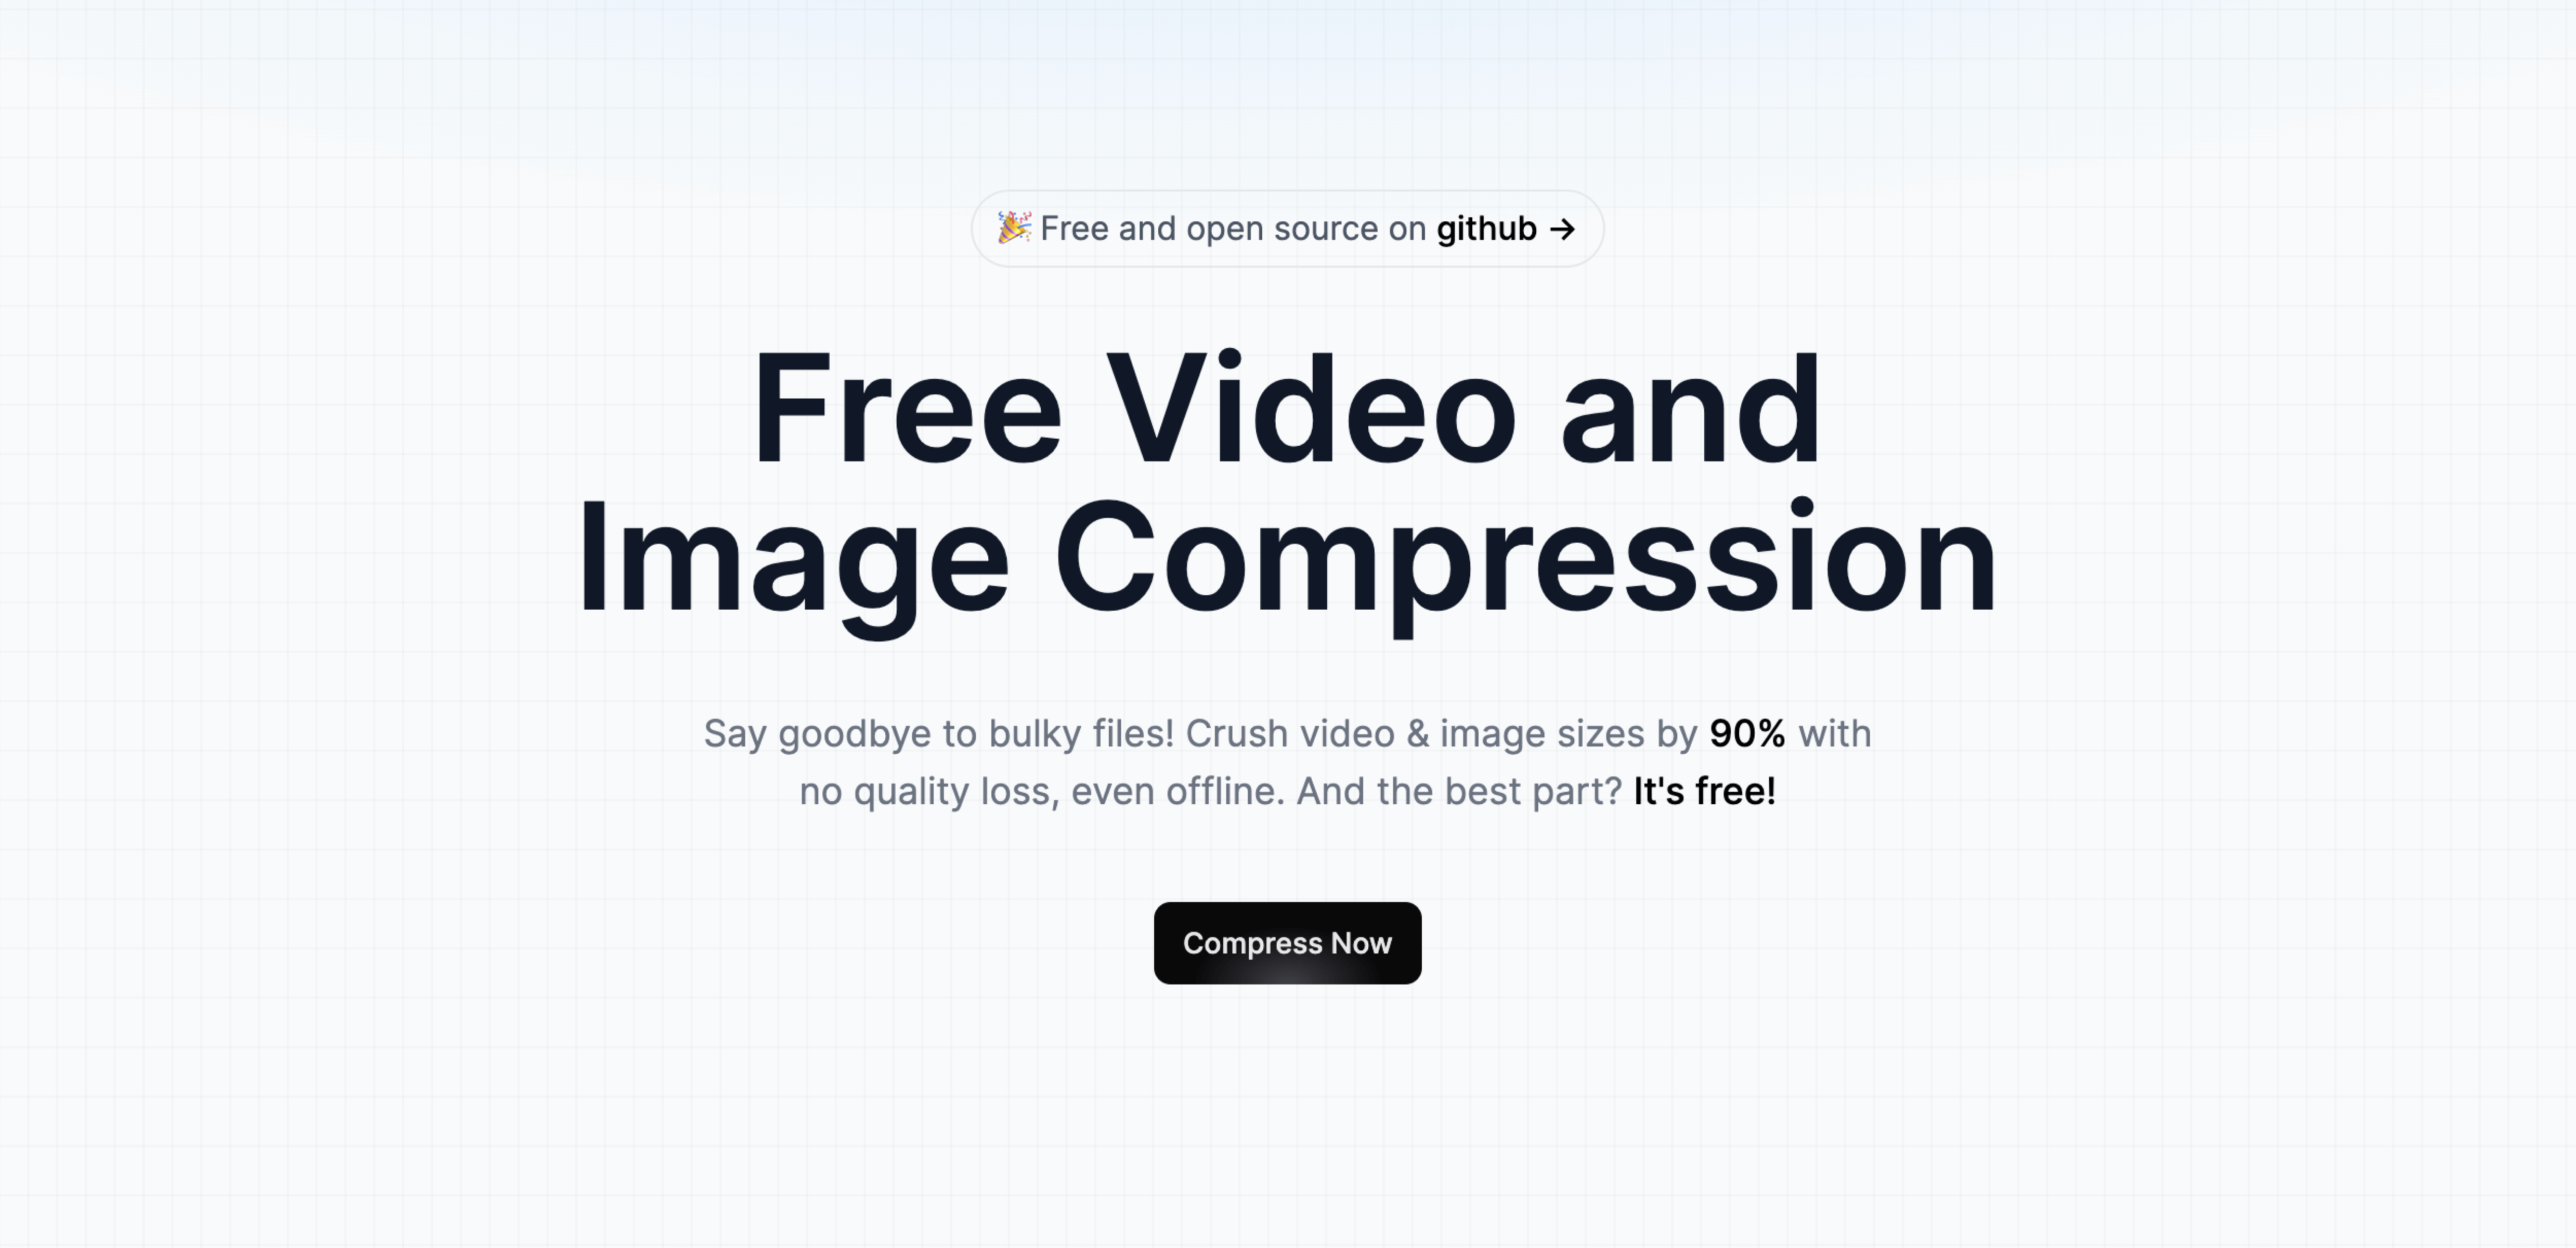 🎉 Free and open source on github →
Free Video and
Image Compression
Say goodbye to bulky files! Crush video & image sizes by 90% with
no quality loss, even offline. And the best part? It's free!
Compress Now